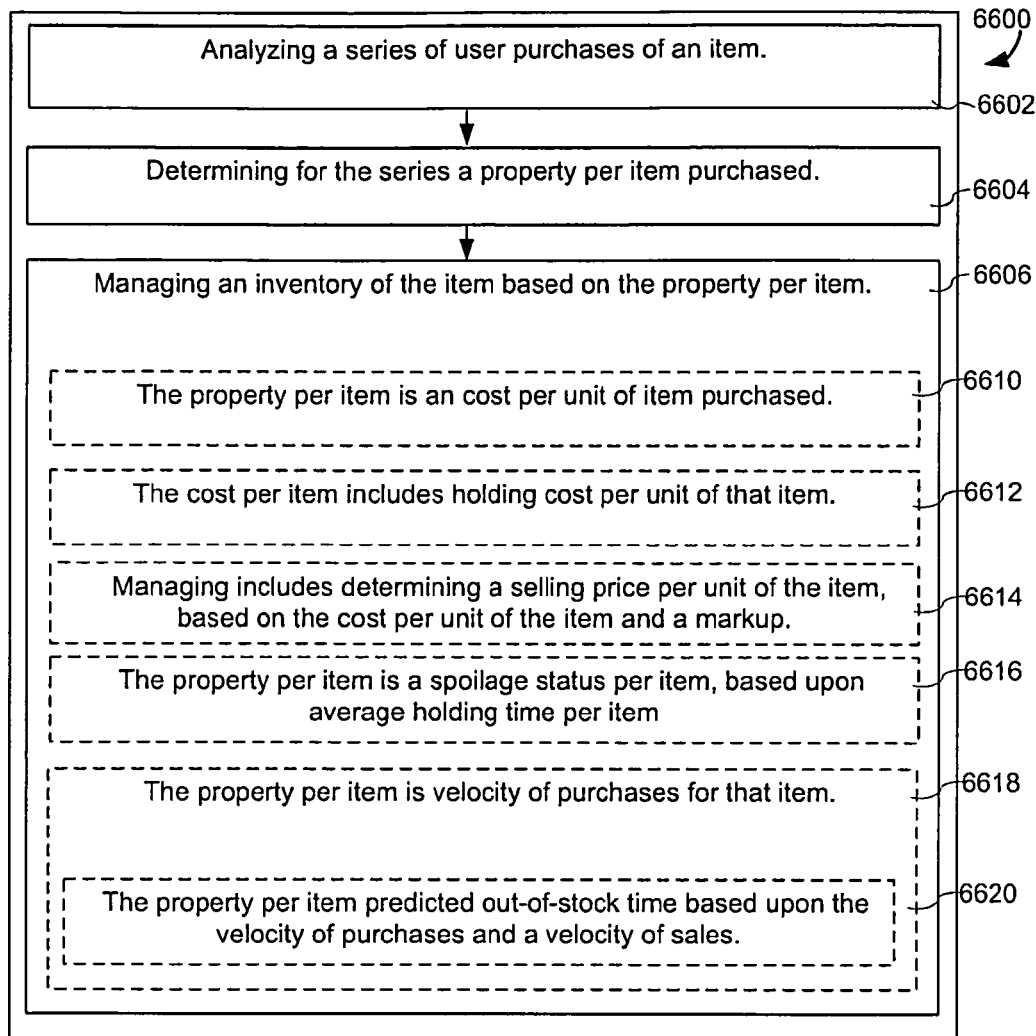 6600
Analyzing a series of user purchases of an item.
6602
Determining for the series a property per item purchased.
6604
Managing an inventory of the item based on the property per item.
6606
The property per item is an cost per unit of item purchased.
6610
The cost per item includes holding cost per unit of that item.
6612
Managing includes determining a selling price per unit of the item,
based on the cost per unit of the item and a markup.
6614
The property per item is a spoilage status per item, based upon
average holding time per item
6616
The property per item is velocity of purchases for that item.
6618
The property per item predicted out-of-stock time based upon the
velocity of purchases and a velocity of sales.
6620